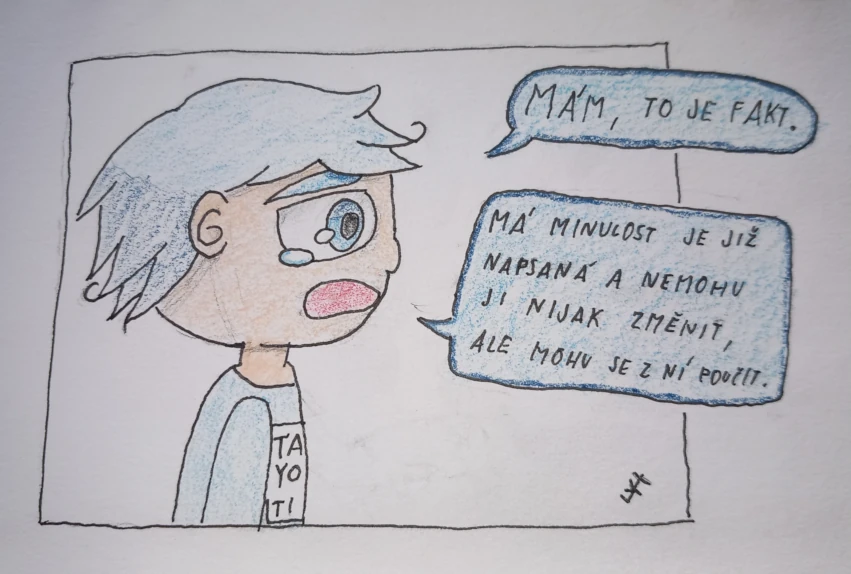 MÁM, TO JE FAKT.
MÁ MINULOST JE JIŽ
NAPSANÁ A NEMOHU
JI NIJAK ZMĚNIT,
ALE MOHU SE Z NÍ POUČIT.
TA
YO
TI